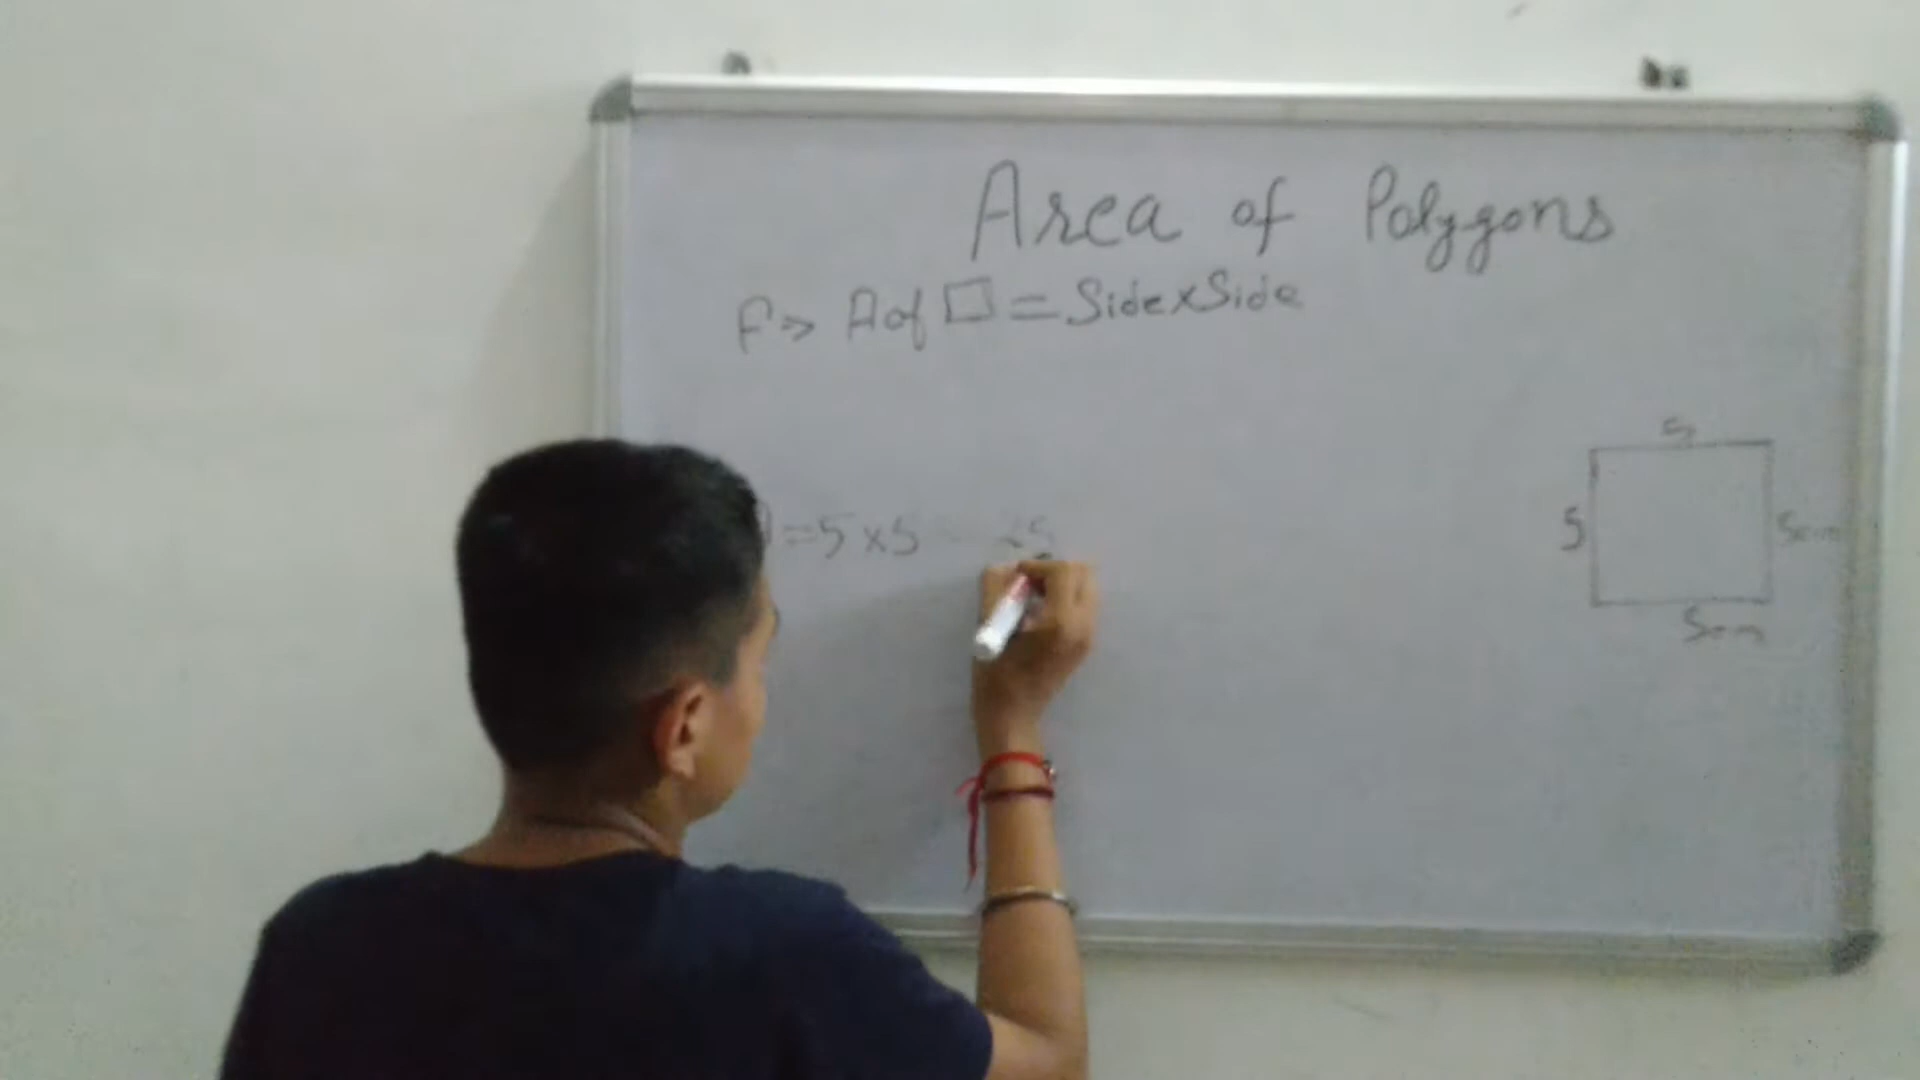 Area of Polygons
F> A of □ = Side×Side
5
=5 ×5 25
5
5cm
5cm